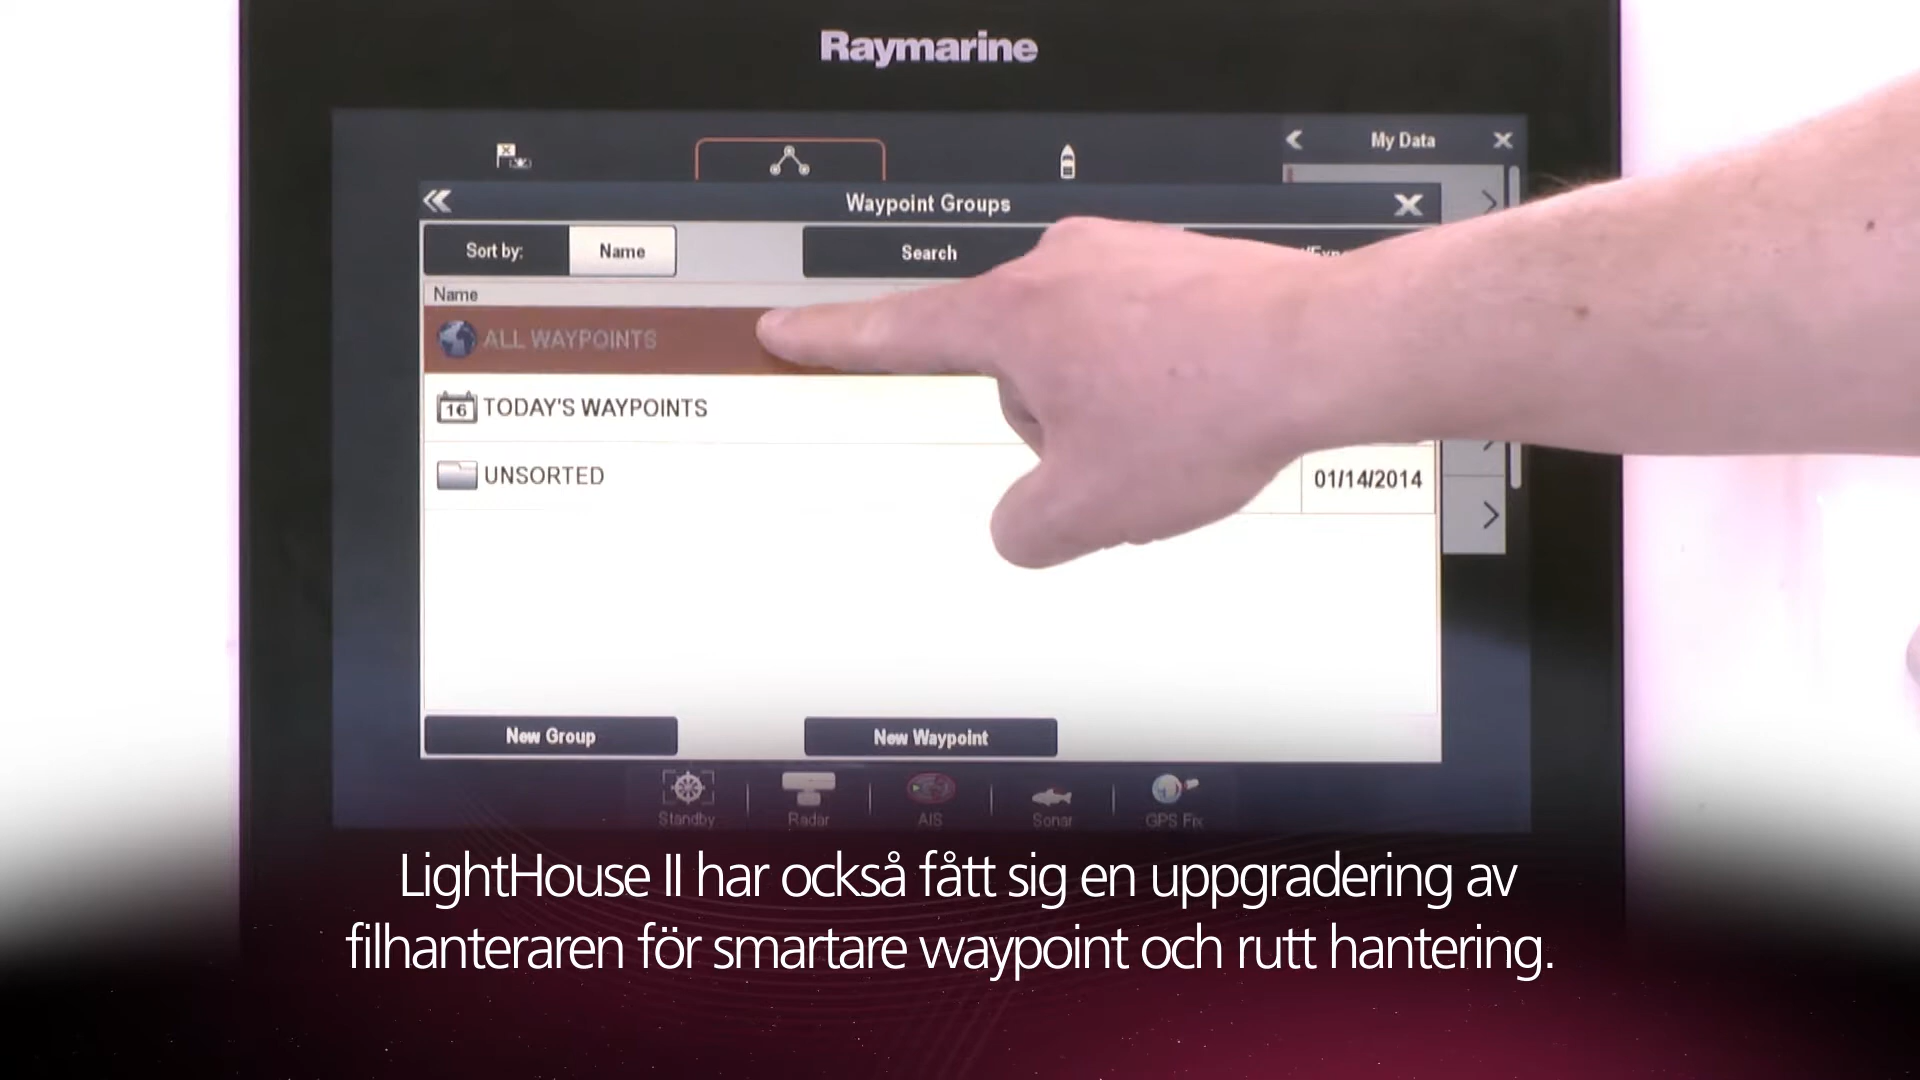 Raymarine
My Data
Waypoint Groups
Sort by: Name Search
Name
ALL WAYPOINTS
16 TODAY'S WAYPOINTS
UNSORTED 01/14/2014
New Group New Waypoint
Standby Radar AIS Sonar GPS Fix
LightHouse II har också fått sig en uppgradering av
filhanteraren för smartare waypoint och rutt hantering.